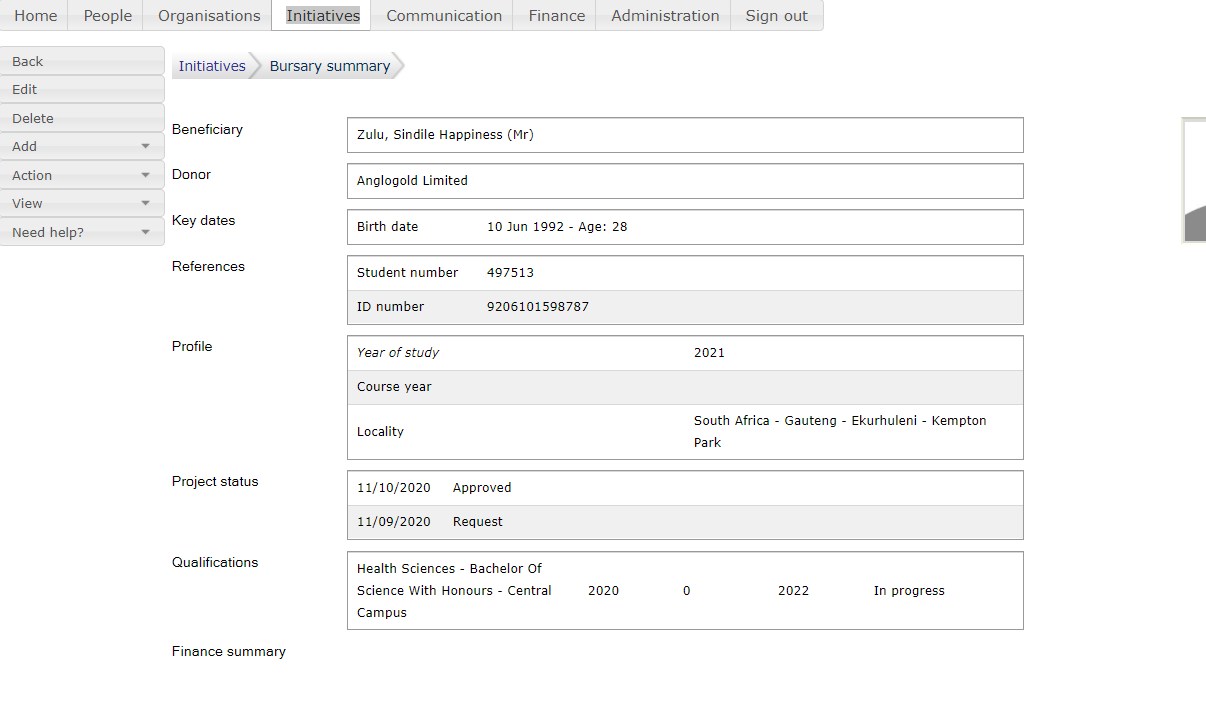 Home People Organisations Initiatives Communication Finance Administration Sign out
Back
Edit
Delete
Add
Action
View
Need help?
Initiatives Bursary summary
Beneficiary Zulu, Sindile Happiness (Mr)
Donor Anglogold Limited
Key dates Birth date 10 Jun 1992 - Age: 28
References Student number 497513
ID number 9206101598787
Profile Year of study 2021
Course year
Locality South Africa - Gauteng - Ekurhuleni - Kempton
Park
Project status 11/10/2020 Approved
11/09/2020 Request
Qualifications Health Sciences - Bachelor Of
Science With Honours - Central 2020 0 2022 In progress
Campus
Finance summary